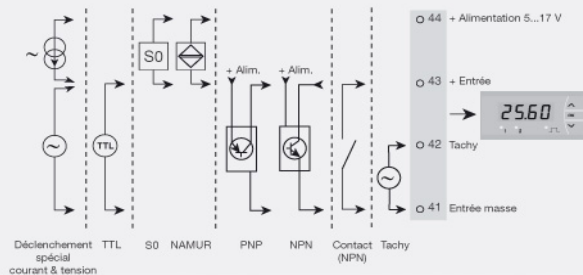 44 + Alimentation 5...17 V
S0
+ Alim. + Alim.
43 + Entrée
25.60
TTL
42 Tachy
41 Entrée masse
Déclenchement spécial courant & tension
TTL
S0
NAMUR
PNP
NPN
Contact (NPN)
Tachy